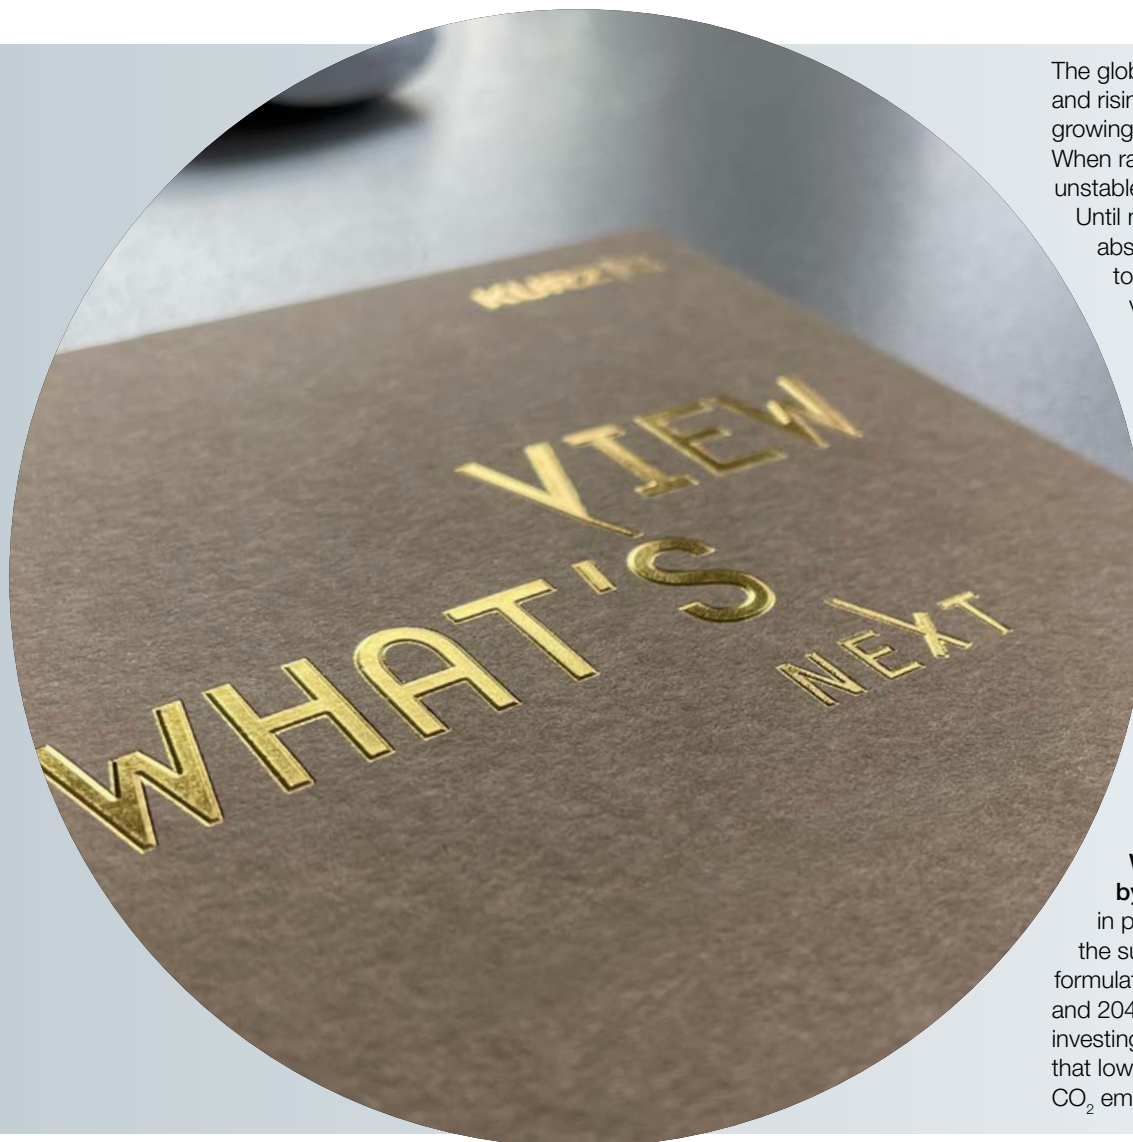 KURZ
VIEW
WHAT'S
NEXT
The glob
and risin
growing
When ra
unstable
Until n
abs
to
v
W
by
in p
the su
formulat
and 204
investing
that low
CO₂ em